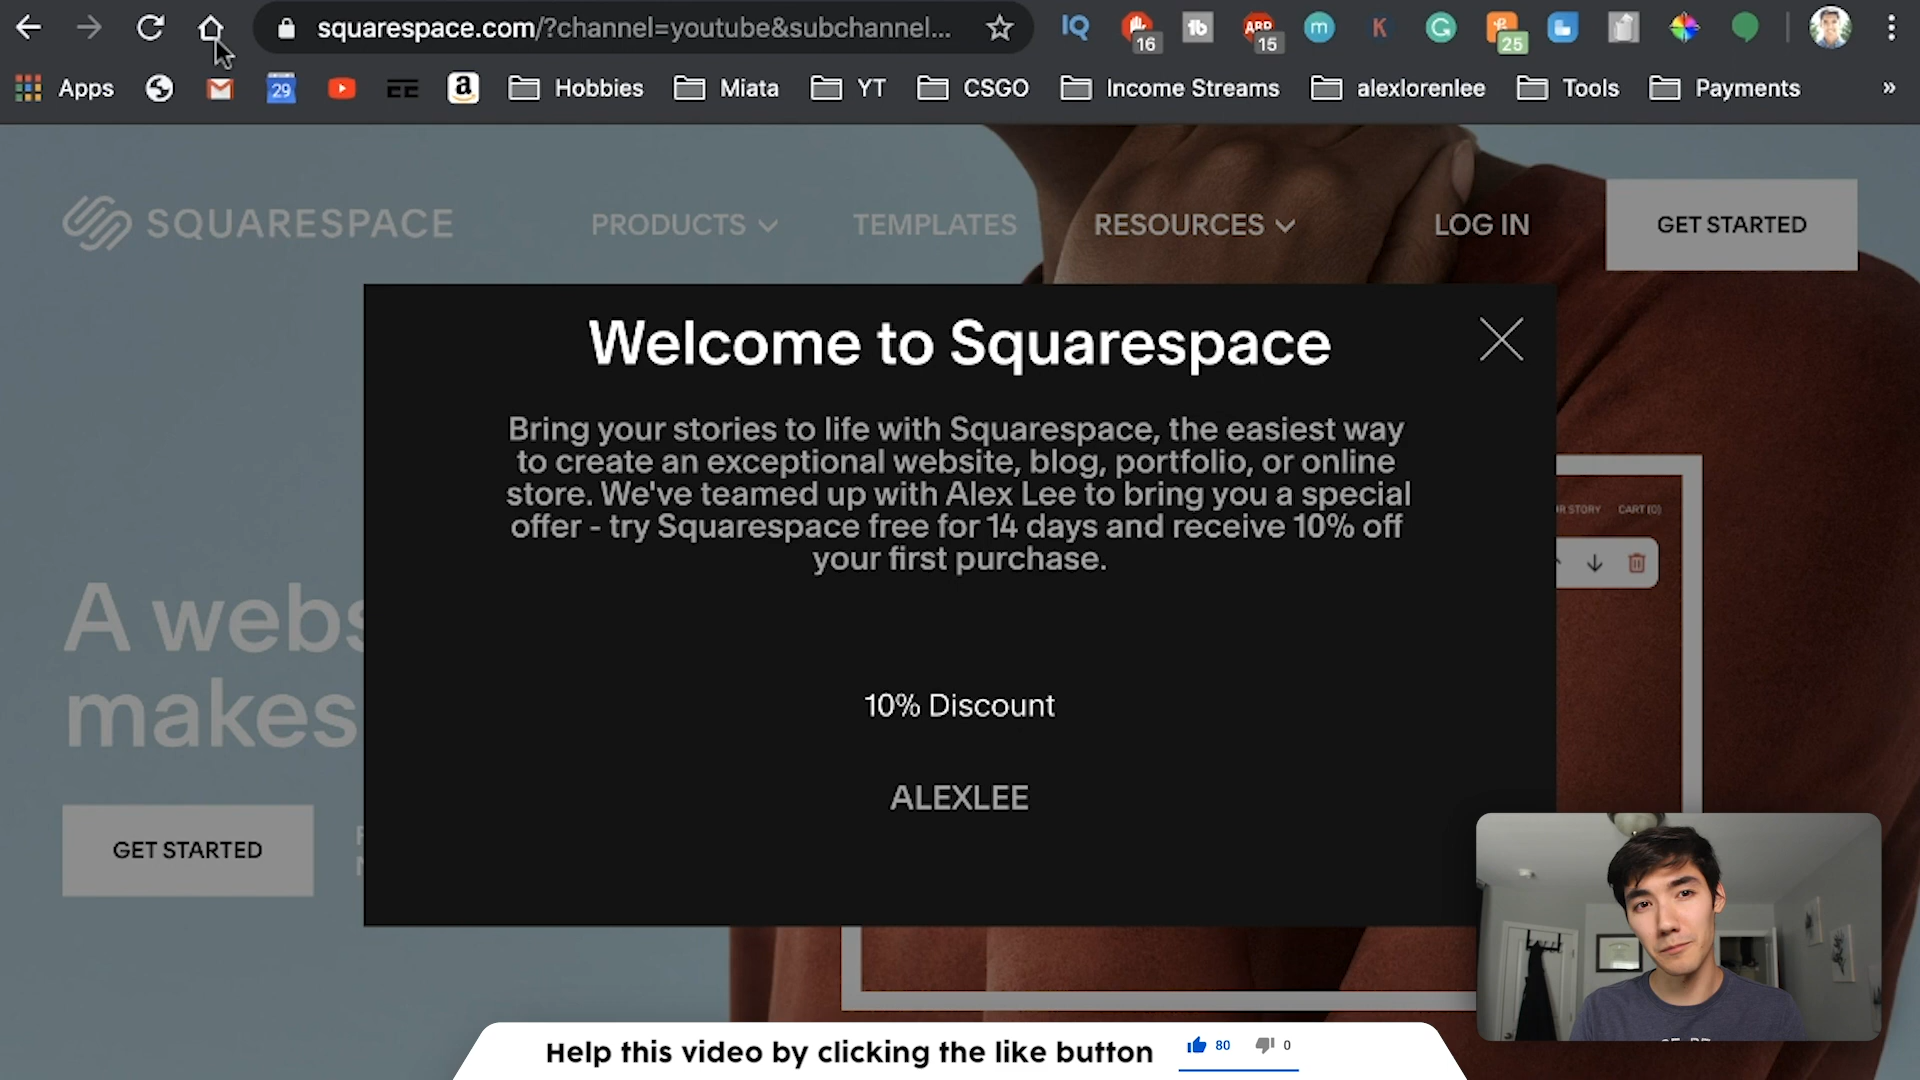 squarespace.com/?channel=youtube&subchannel...
IQ
16
tb
ABP
15
m
K
G
25
Apps
29
EE
a
Hobbies
Miata
YT
CSGO
Income Streams
alexlorenlee
Tools
Payments
»
SQUARESPACE
PRODUCTS
TEMPLATES
RESOURCES
LOG IN
GET STARTED
Welcome to Squarespace
Bring your stories to life with Squarespace, the easiest way
to create an exceptional website, blog, portfolio, or online
store. We've teamed up with Alex Lee to bring you a special
offer - try Squarespace free for 14 days and receive 10% off
your first purchase.
STORY
CART (0)
A webs
makes
10% Discount
ALEXLEE
GET STARTED
Help this video by clicking the like button
80
0